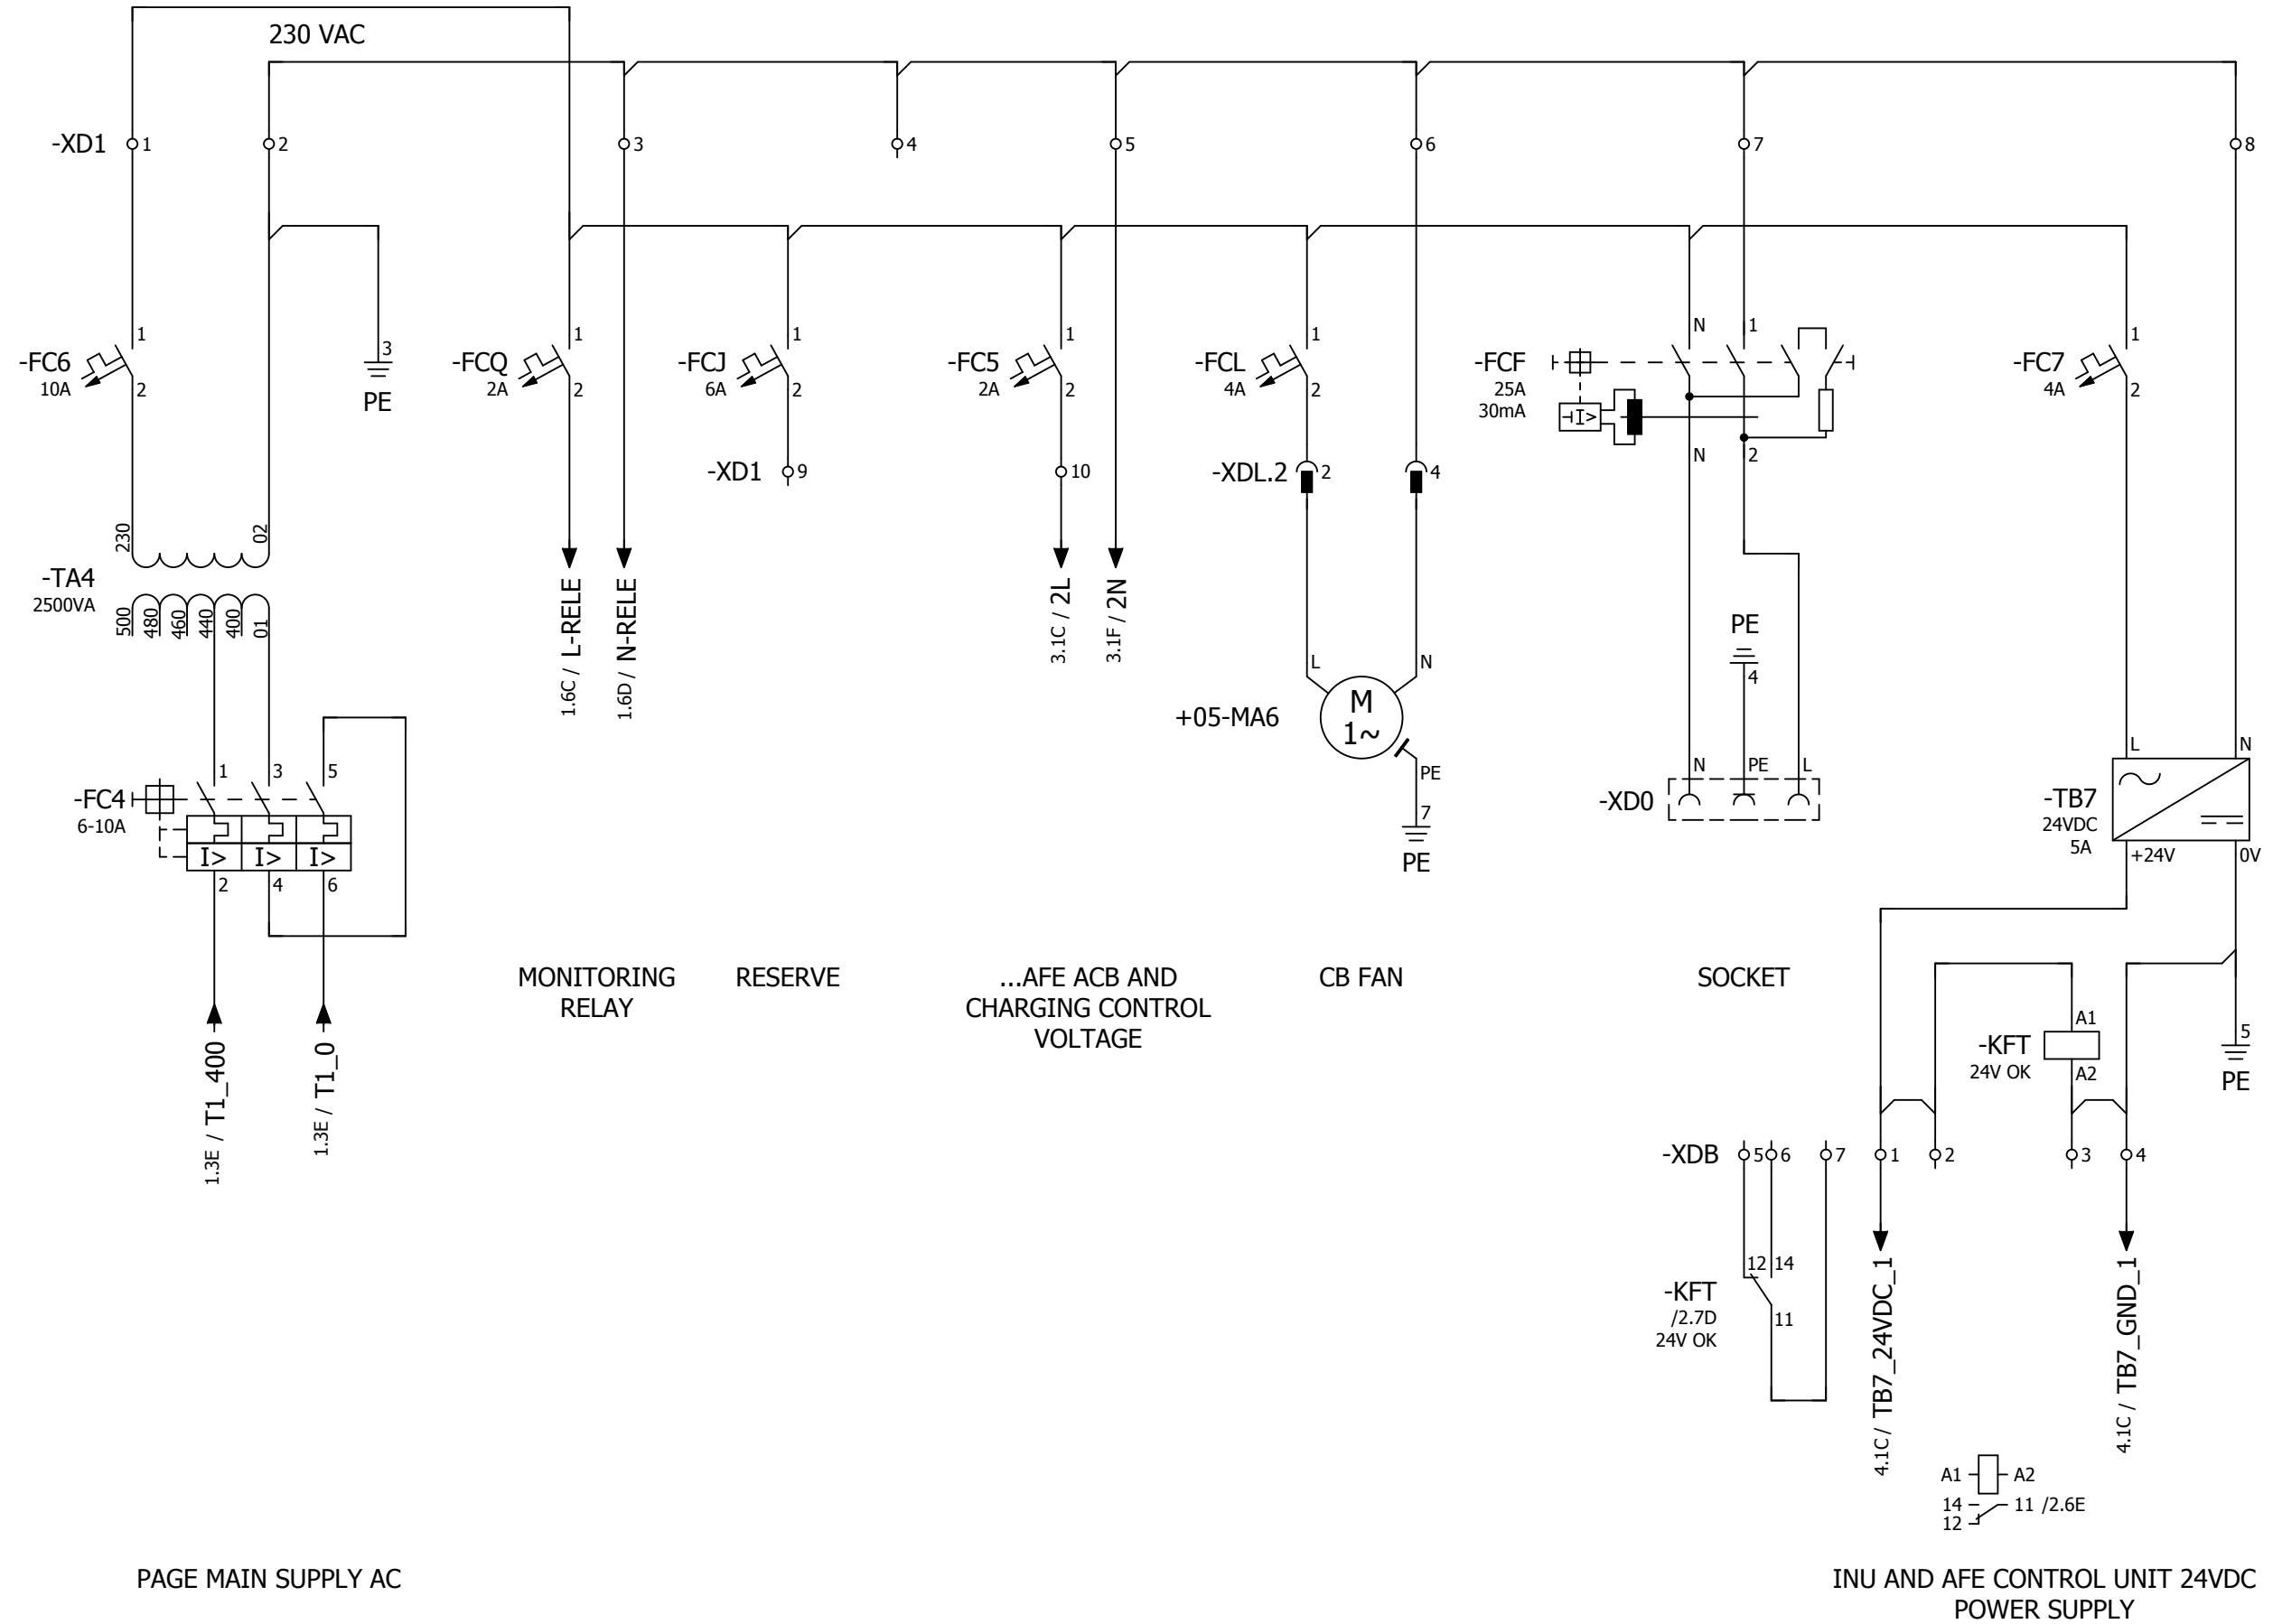 230 VAC
-XD1 1 2 3 4 5 6 7 8
-FC6
10A
1
2
3
PE
-FCQ
2A
1
2
-FCJ
6A
1
2
-FC5
2A
1
2
-FCL
4A
1
2
-FCF
25A
30mA
N 1
I>
N 2
-FC7
4A
1
2
-XD1 9
10
-XDL.2 2 4
230 02
-TA4
2500VA
500 480 460 440 400 01
1.6C / L-RELE
1.6D / N-RELE
3.1C / 2L
3.1F / 2N
L N
+05-MA6
M
1~
PE
7
PE
PE
4
N PE L
-XD0
L N
-TB7
24VDC
5A
+24V 0V
-FC4
6-10A
1 3 5
I> I> I>
2 4 6
1.3E / T1_400
1.3E / T1_0
MONITORING
RELAY
RESERVE
...AFE ACB AND
CHARGING CONTROL
VOLTAGE
CB FAN
SOCKET
-KFT
24V OK
A1
A2
5
PE
-XDB 5 6 7 1 2 3 4
-KFT
/2.7D
24V OK
12 14
11
4.1C / TB7_24VDC_1
4.1C / TB7_GND_1
A1 A2
14 11 /2.6E
12
PAGE MAIN SUPPLY AC
INU AND AFE CONTROL UNIT 24VDC
POWER SUPPLY